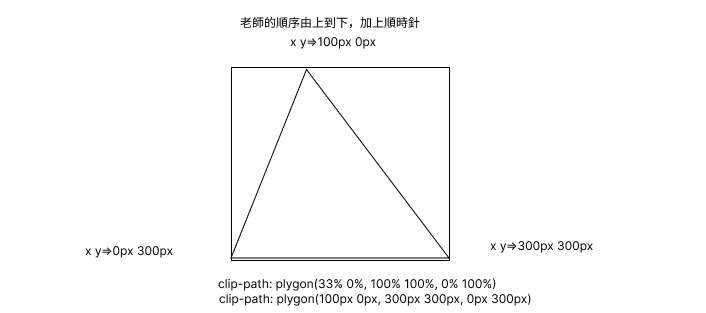 老師的順序由上到下，加上順時針
x y=>100px 0px
x y=>300px 300px
x y=>0px 300px
clip-path: plygon(33% 0%, 100% 100%, 0% 100%)
clip-path: plygon(100px 0px, 300px 300px, 0px 300px)